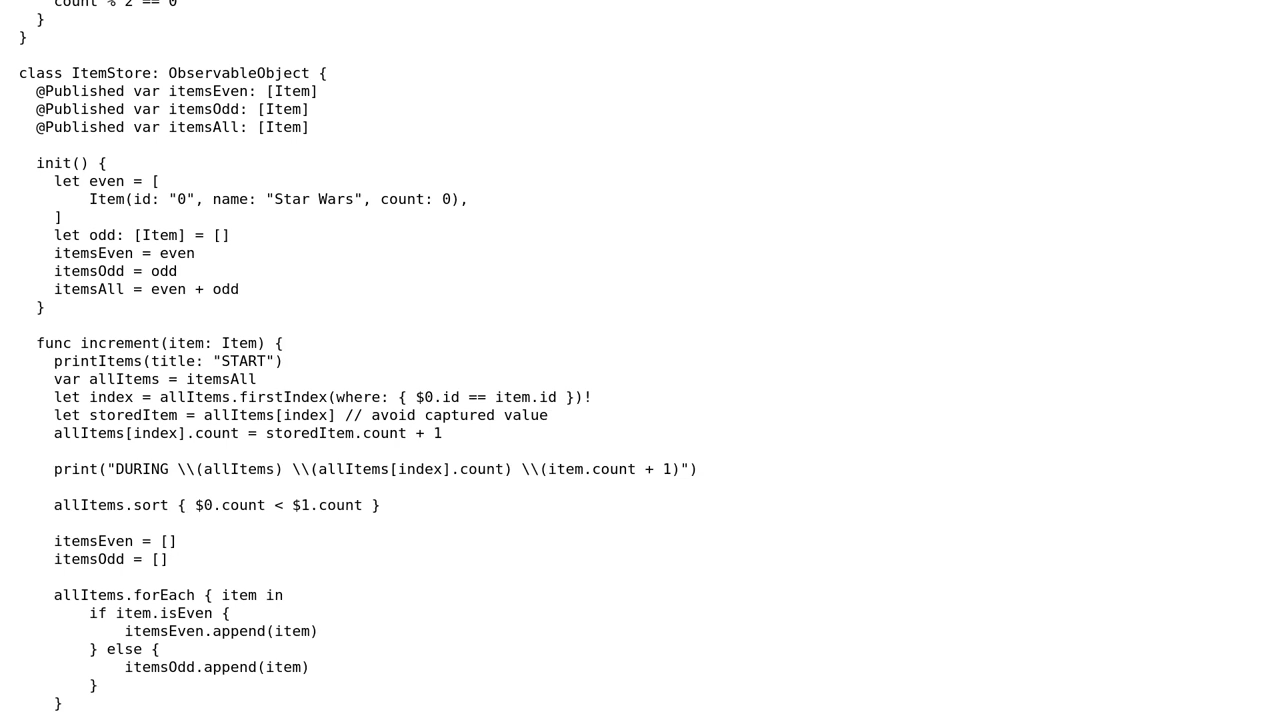 count % 2 == 0
}
}
class ItemStore: ObservableObject {
@Published var itemsEven: [Item]
@Published var itemsOdd: [Item]
@Published var itemsAll: [Item]
init() {
let even = [
Item(id: "0", name: "Star Wars", count: 0),
]
let odd: [Item] = []
itemsEven = even
itemsOdd = odd
itemsAll = even + odd
}
func increment(item: Item) {
printItems(title: "START")
var allItems = itemsAll
let index = allItems.firstIndex(where: { $0.id == item.id })!
let storedItem = allItems[index] // avoid captured value
allItems[index].count = storedItem.count + 1
print("DURING \\(allItems) \\(allItems[index].count) \\(item.count + 1)")
allItems.sort { $0.count < $1.count }
itemsEven = []
itemsOdd = []
allItems.forEach { item in
if item.isEven {
itemsEven.append(item)
} else {
itemsOdd.append(item)
}
}